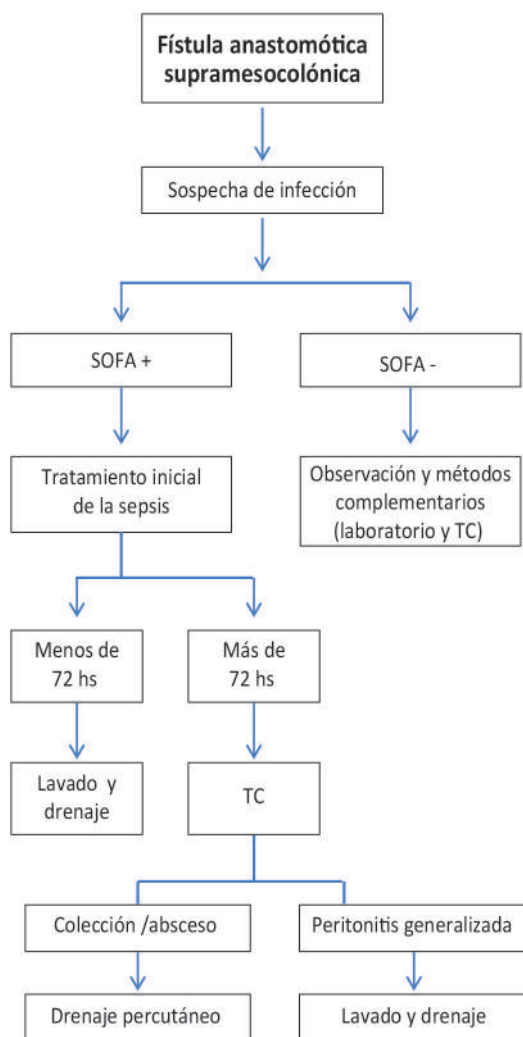 Fístula anastomótica
supramesocolónica
Sospecha de infección
SOFA +
SOFA -
Tratamiento inicial
de la sepsis
Observación y métodos
complementarios
(laboratorio y TC)
Menos de
72 hs
Más de
72 hs
Lavado y
drenaje
TC
Colección /absceso
Peritonitis generalizada
Drenaje percutáneo
Lavado y drenaje